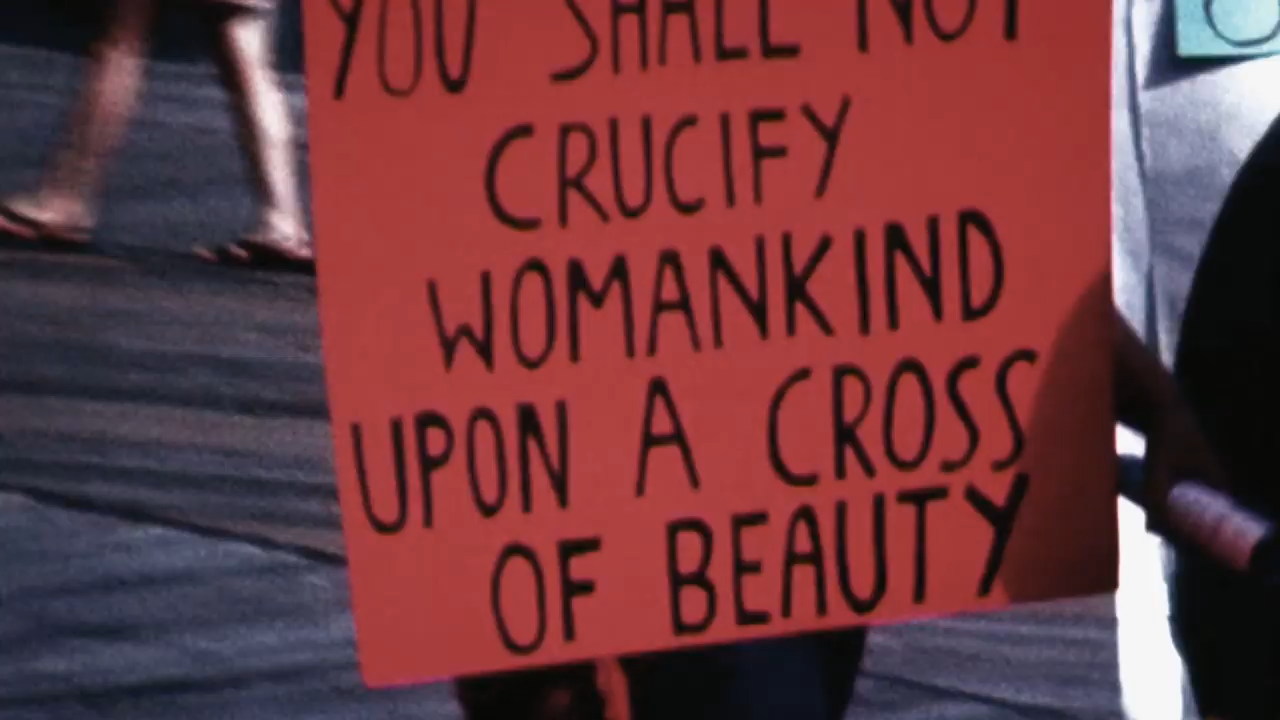 YOU SHALL NOT
CRUCIFY
WOMANKIND
UPON A CROSS
OF BEAUTY